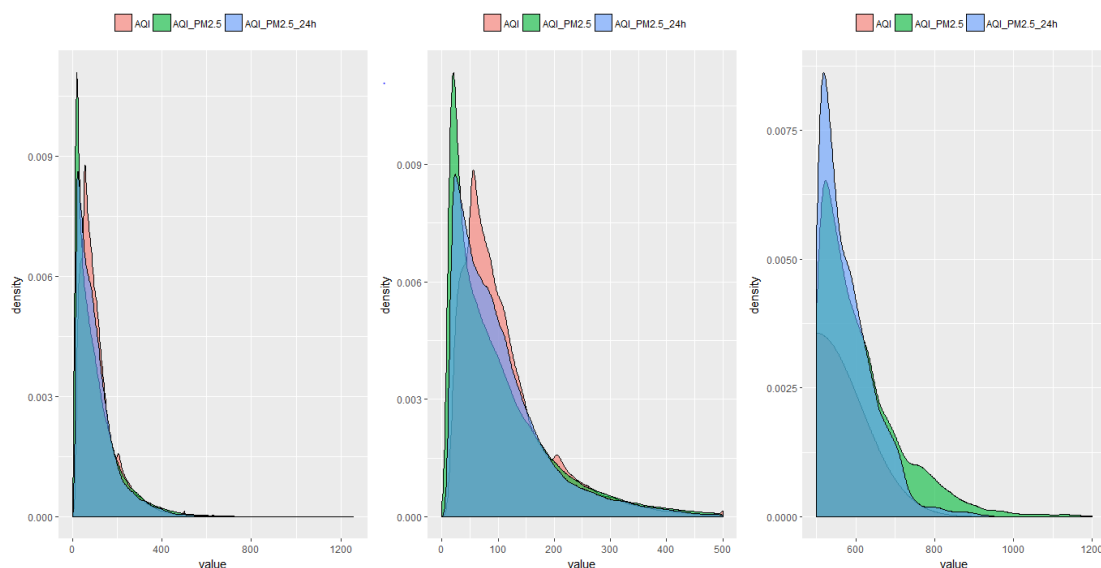 AQI AQI_PM2.5 AQI_PM2.5_24h
density
0.009
0.006
0.003
0.000
0 400 800 1200
value
AQI AQI_PM2.5 AQI_PM2.5_24h
density
0.009
0.006
0.003
0.000
0 100 200 300 400 500
value
AQI AQI_PM2.5 AQI_PM2.5_24h
density
0.0075
0.0050
0.0025
0.000
600 800 1000 1200
value